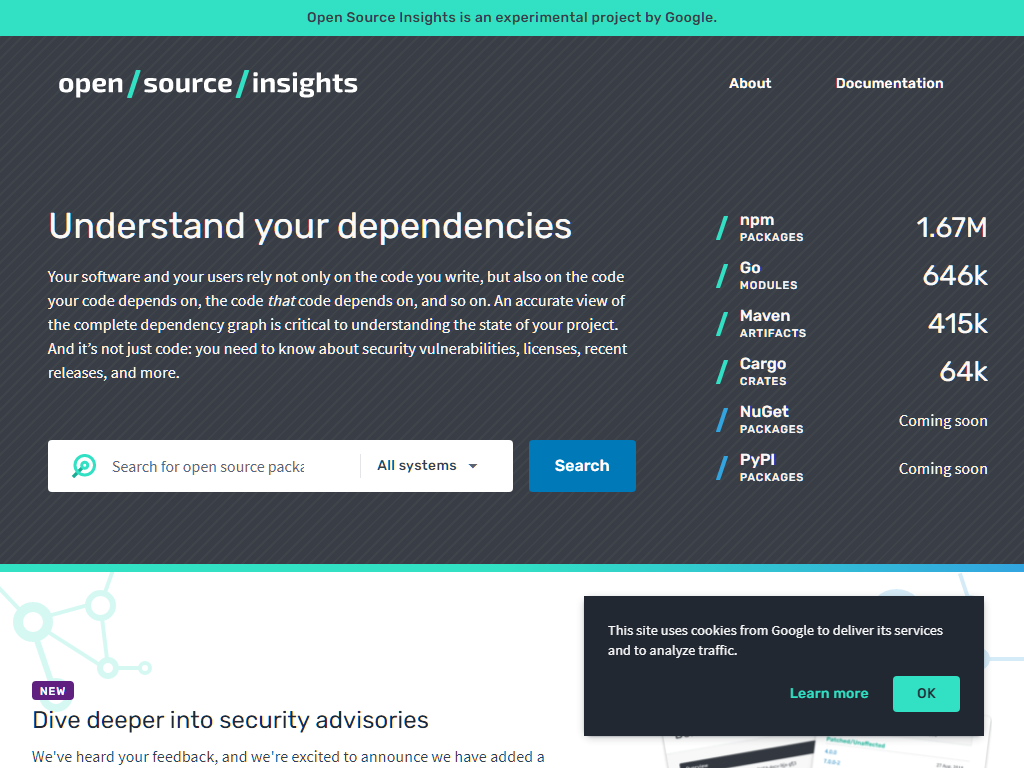 Open Source Insights is an experimental project by Google.
open/source/insights
About
Documentation
Understand your dependencies
Your software and your users rely not only on the code you write, but also on the code
your code depends on, the code that code depends on, and so on. An accurate view of
the complete dependency graph is critical to understanding the state of your project.
And it’s not just code: you need to know about security vulnerabilities, licenses, recent
releases, and more.
Search for open source packa
All systems
Search
npm
PACKAGES
1.67M
Go
MODULES
646k
Maven
ARTIFACTS
415k
Cargo
CRATES
64k
NuGet
PACKAGES
Coming soon
PyPI
PACKAGES
Coming soon
NEW
Dive deeper into security advisories
We've heard your feedback, and we're excited to announce we have added a
This site uses cookies from Google to deliver its services
and to analyze traffic.
Learn more
OK
Patched/Unaffected